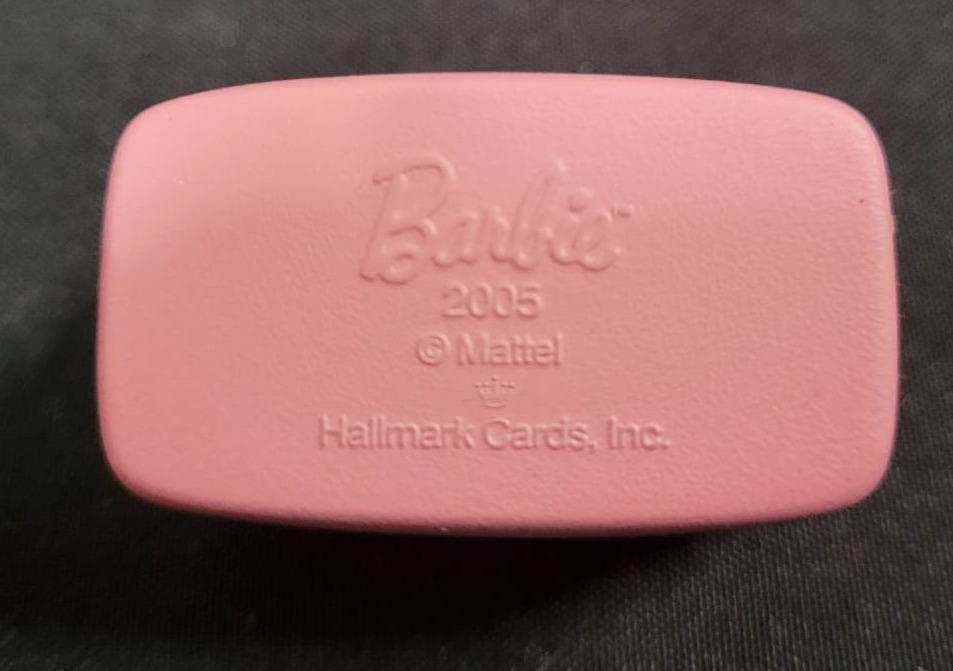 Barbie™
2005
© Mattel
Hallmark Cards, Inc.